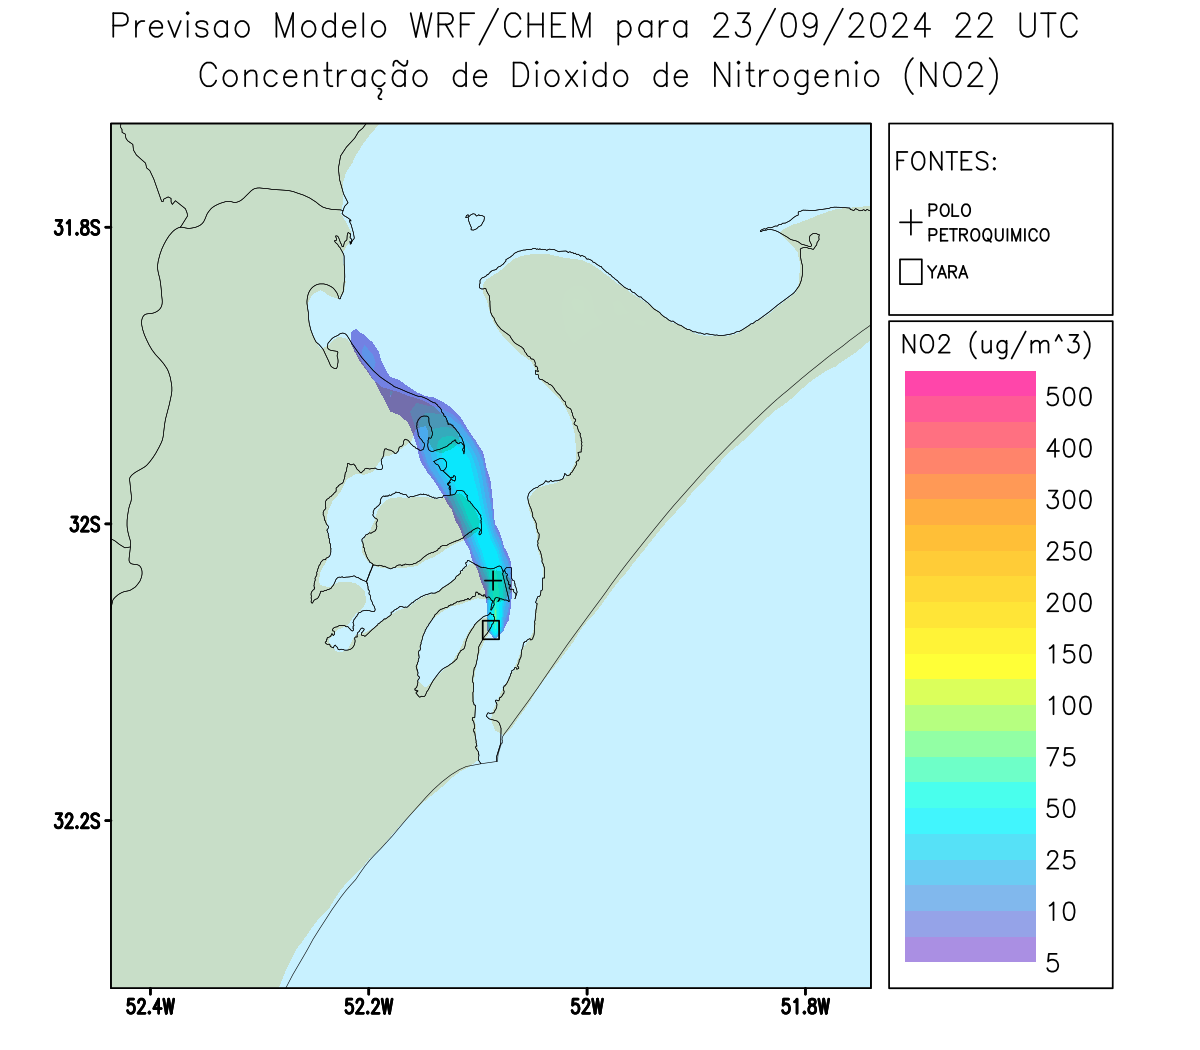 Previsao Modelo WRF/CHEM para 23/09/2024 22 UTC
Concentração de Dioxido de Nitrogenio (NO2)
FONTES:
POLO
PETROQUIMICO
YARA
31.8S
32S
32.2S
52.4W
52.2W
52W
51.8W
NO2 (ug/m^3)
500
400
300
250
200
150
100
75
50
25
10
5